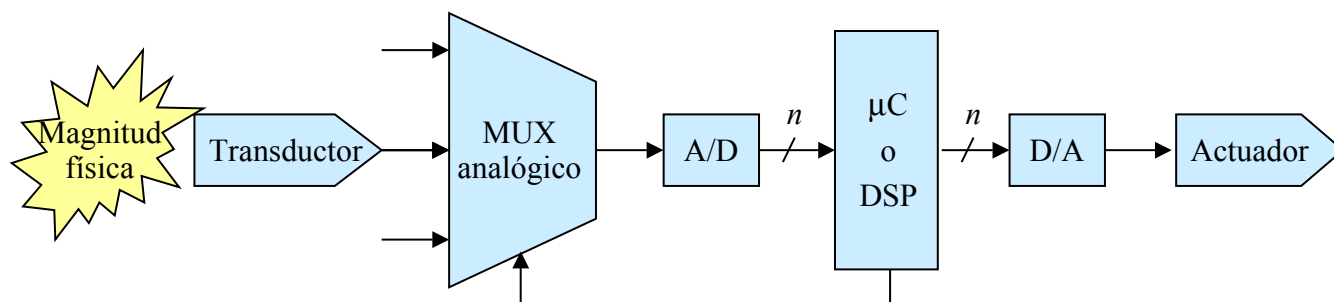 Magnitud
física
Transductor
MUX
analógico
A/D
n
µC
o
DSP
n
D/A
Actuador